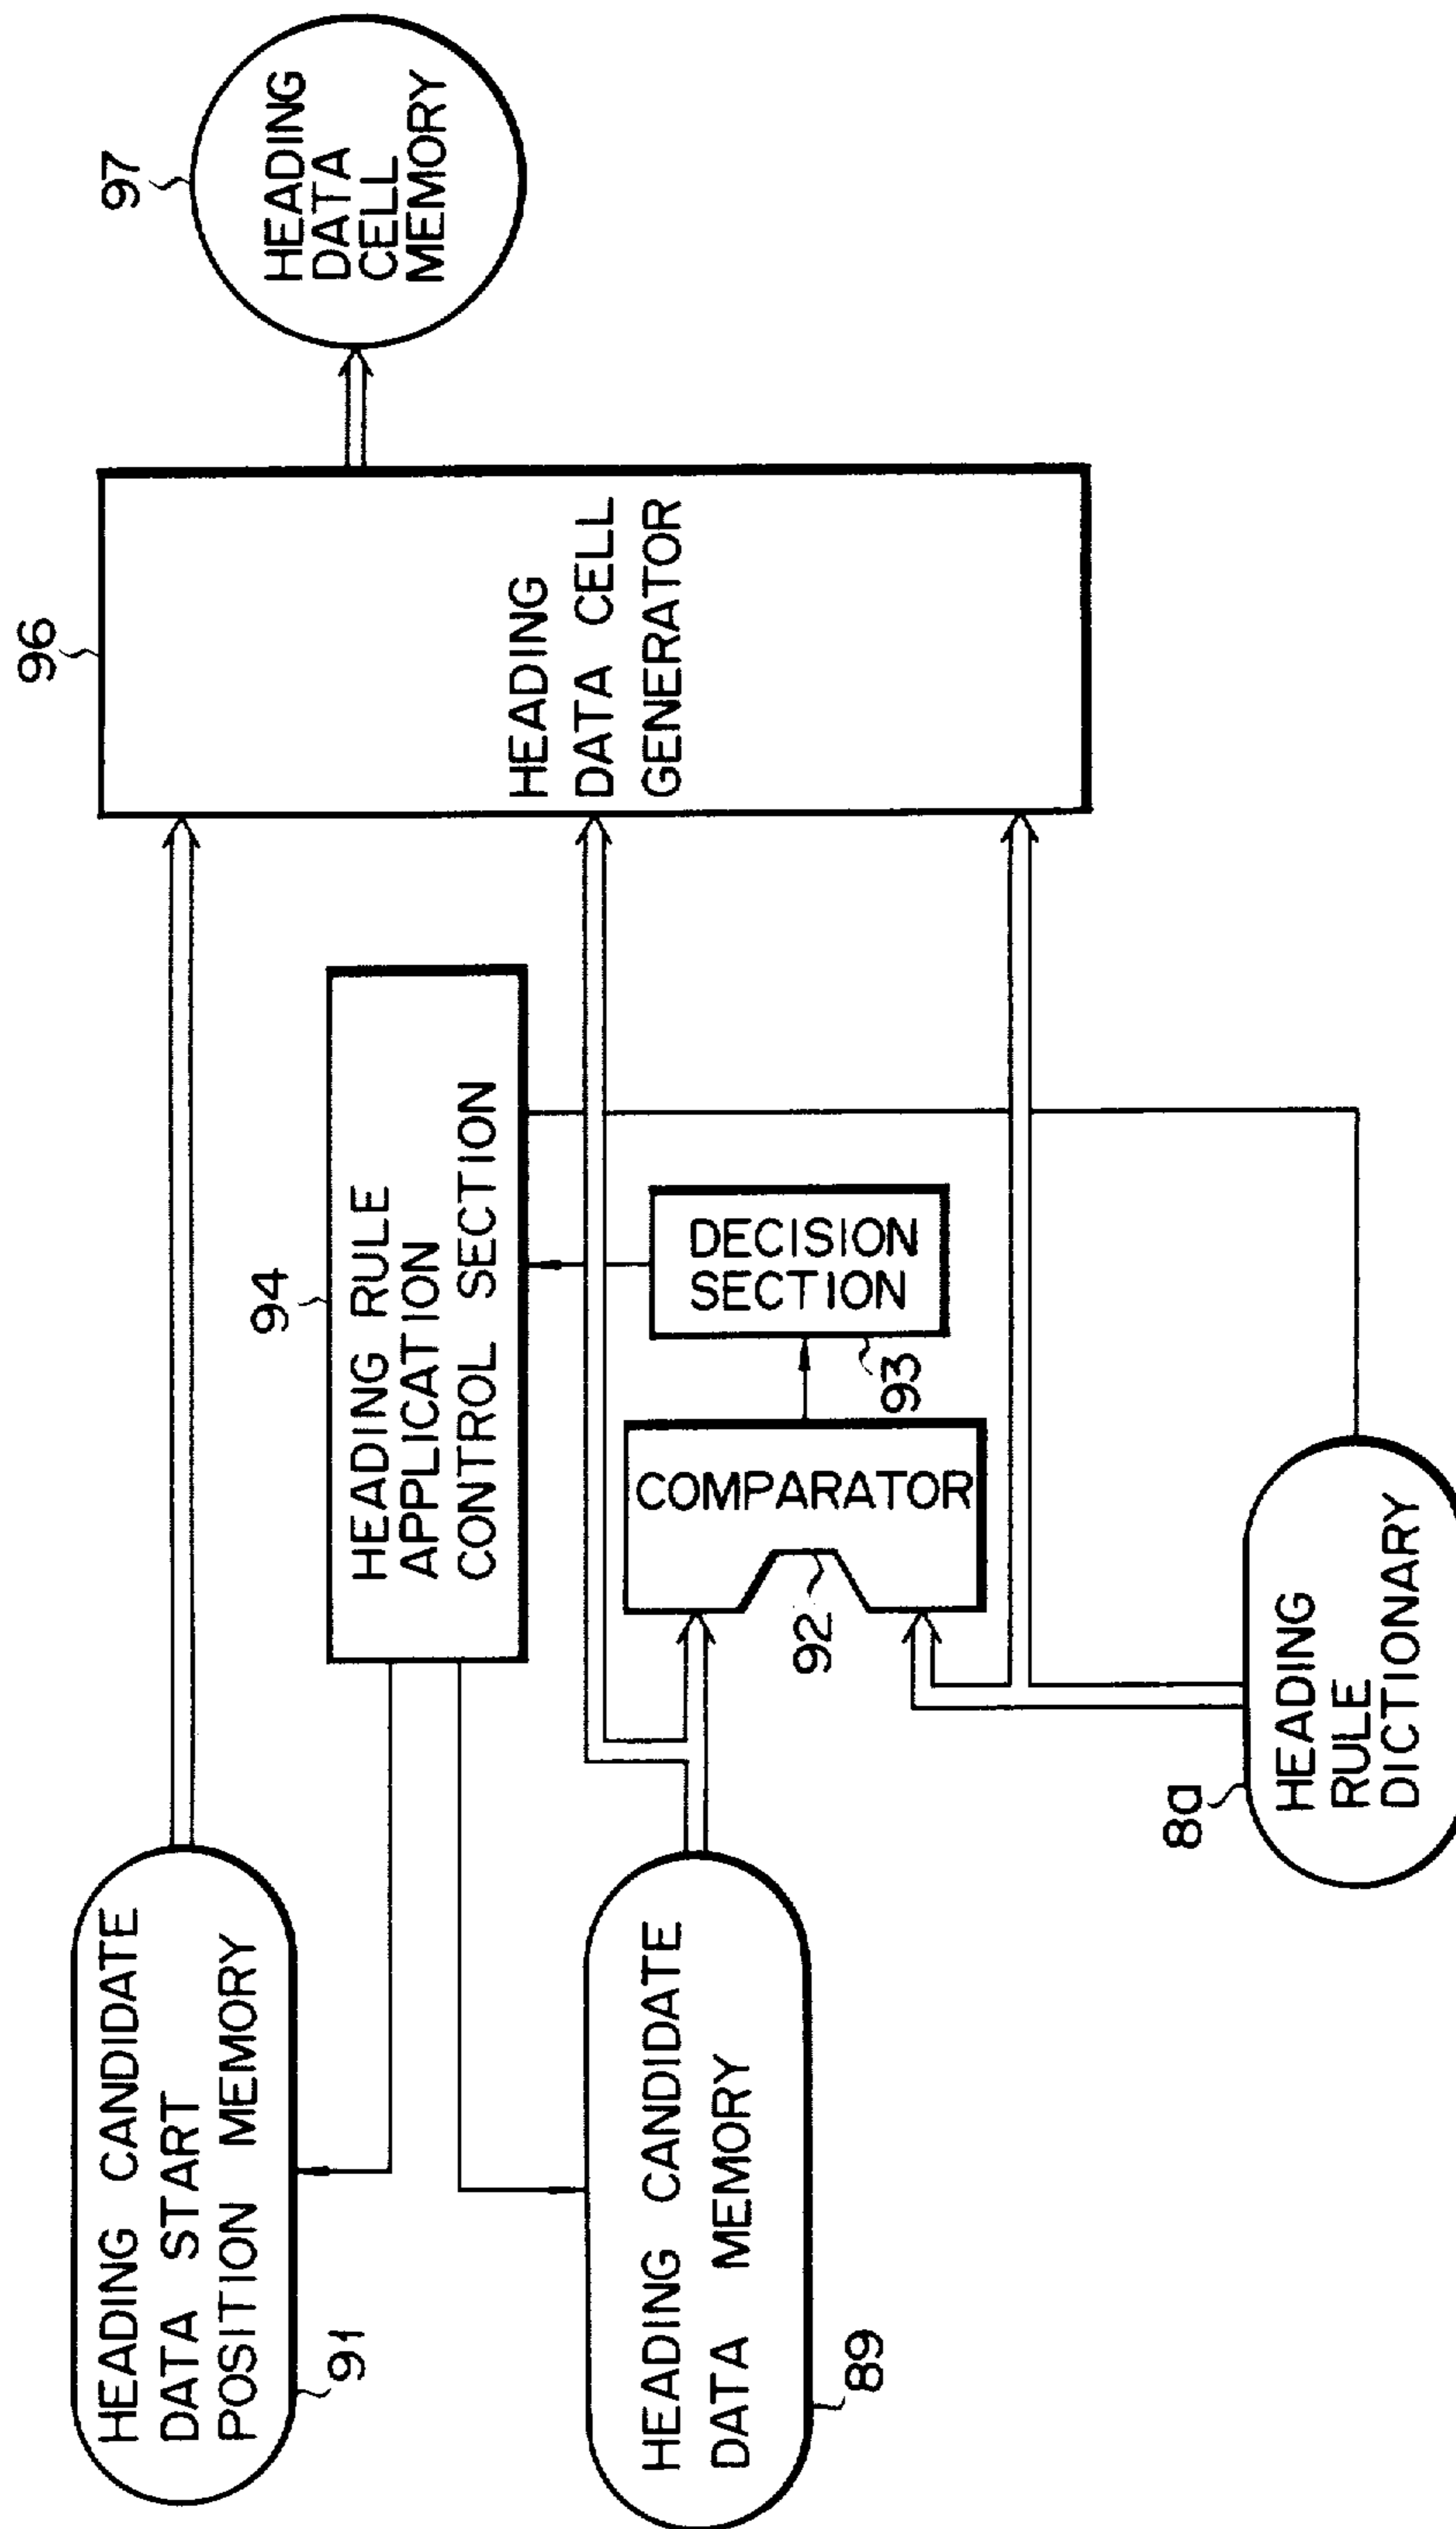 HEADING CANDIDATE
DATA START
POSITION MEMORY
91
HEADING CANDIDATE
DATA MEMORY
89
HEADING RULE
APPLICATION
CONTROL SECTION
94
COMPARATOR
92
DECISION
SECTION
93
HEADING
RULE
DICTIONARY
8a
HEADING
DATA CELL
GENERATOR
96
HEADING
DATA
CELL
MEMORY
97